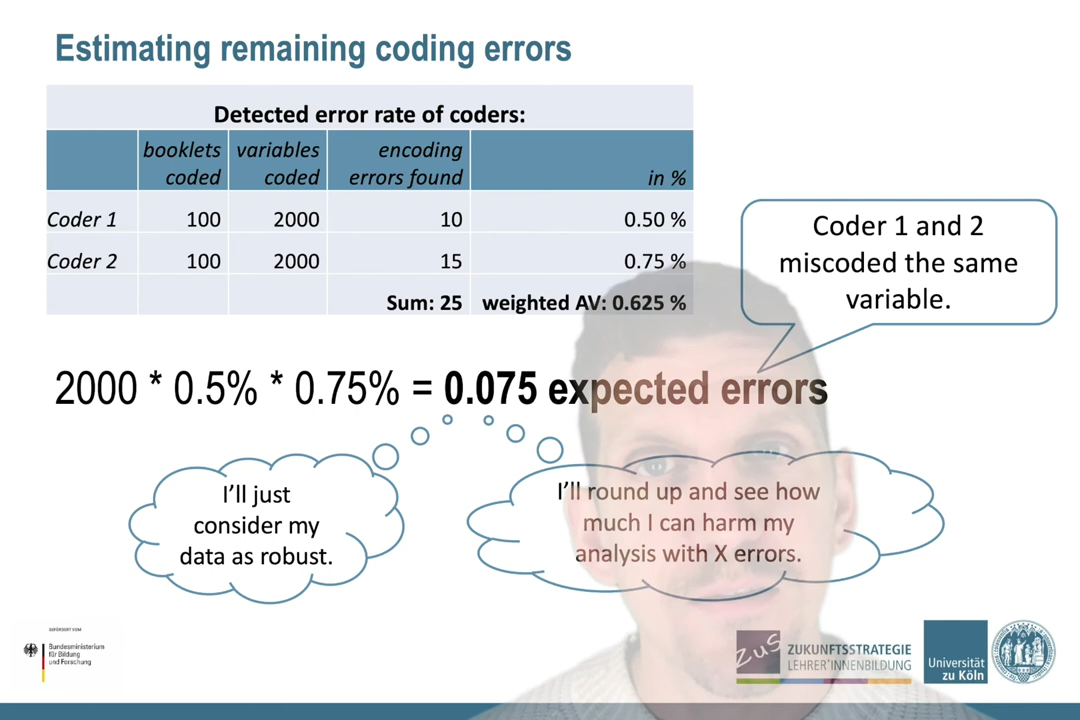 Estimating remaining coding errors
Detected error rate of coders:
booklets coded
variables coded
encoding errors found
in %
Coder 1 100 2000 10 0.50 %
Coder 2 100 2000 15 0.75 %
Sum: 25 weighted AV: 0.625 %
Coder 1 and 2
miscoded the same
variable.
2000 * 0.5% * 0.75% = 0.075 expected errors
I'll just
consider my
data as robust.
I'll round up and see how
much I can harm my
analysis with X errors.
GEFÖRDERT VOM
Bundesministerium
für Bildung
und Forschung
ZuS
ZUKUNFTSSTRATEGIE
LEHRER*INNENBILDUNG
Universität
zu Köln